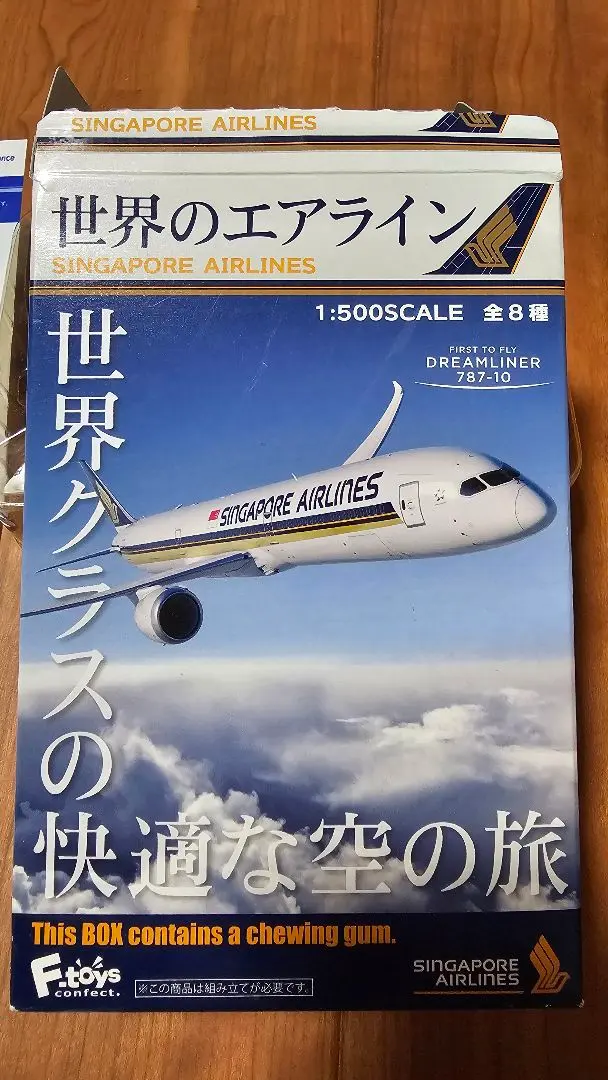 SINGAPORE AIRLINES
世界のエアライン
SINGAPORE AIRLINES
1:500SCALE 全8種
FIRST TO FLY
DREAMLINER
787-10
世界クラスの
快適な空の旅
SINGAPORE AIRLINES
This BOX contains a chewing gum.
F-toys
confect.
※この商品は組み立てが必要です。
SINGAPORE
AIRLINES